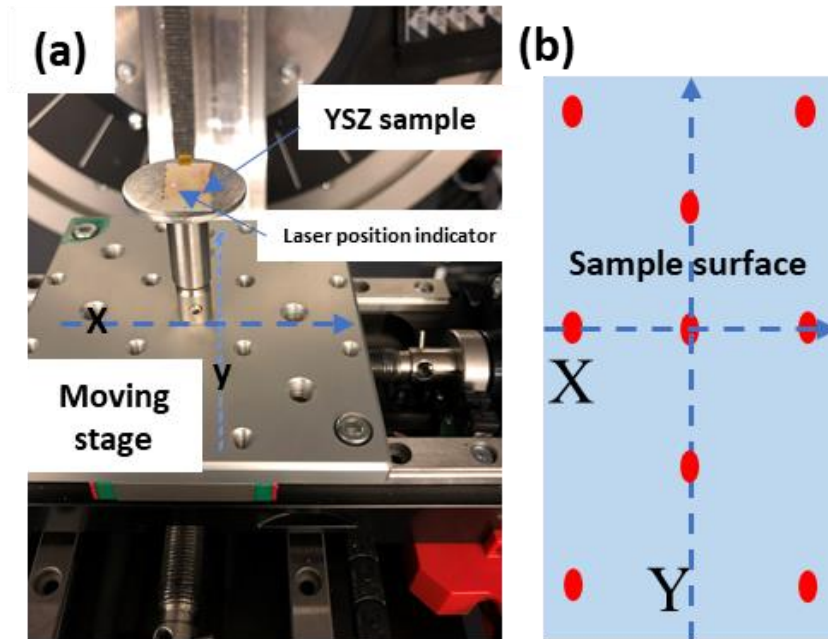 (a)
YSZ sample
Laser position indicator
X
y
Moving
stage
(b)
Sample surface
X
Y